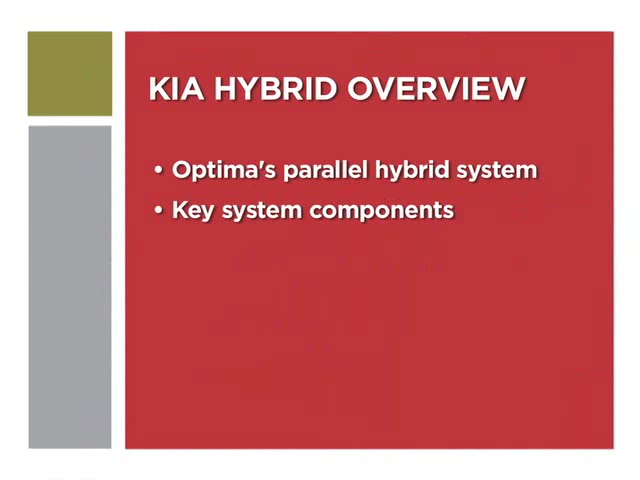 KIA HYBRID OVERVIEW
• Optima's parallel hybrid system
• Key system components